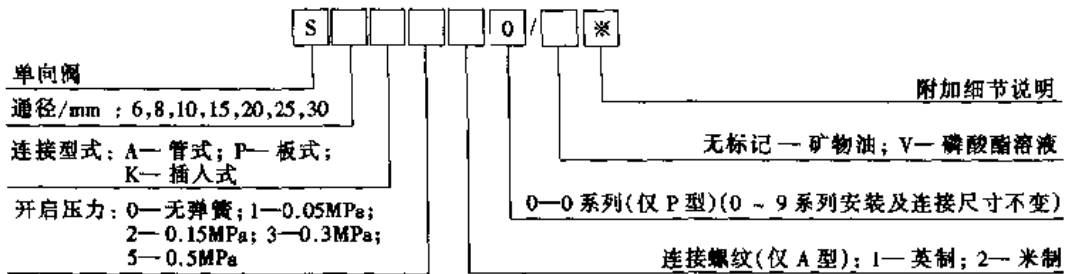 S 0 / ※
单向阀
通径/mm : 6,8,10,15,20,25,30
连接型式: A— 管式; P— 板式;
K— 插入式
开启压力: 0—无弹簧; 1—0.05MPa;
2—0.15MPa; 3—0.3MPa;
5—0.5MPa
附加细节说明
无标记一 矿物油; V— 磷酸酯溶液
0—0 系列(仅 P 型)(0 ~ 9 系列安装及连接尺寸不变)
连接螺纹(仅 A 型): 1— 英制; 2— 米制